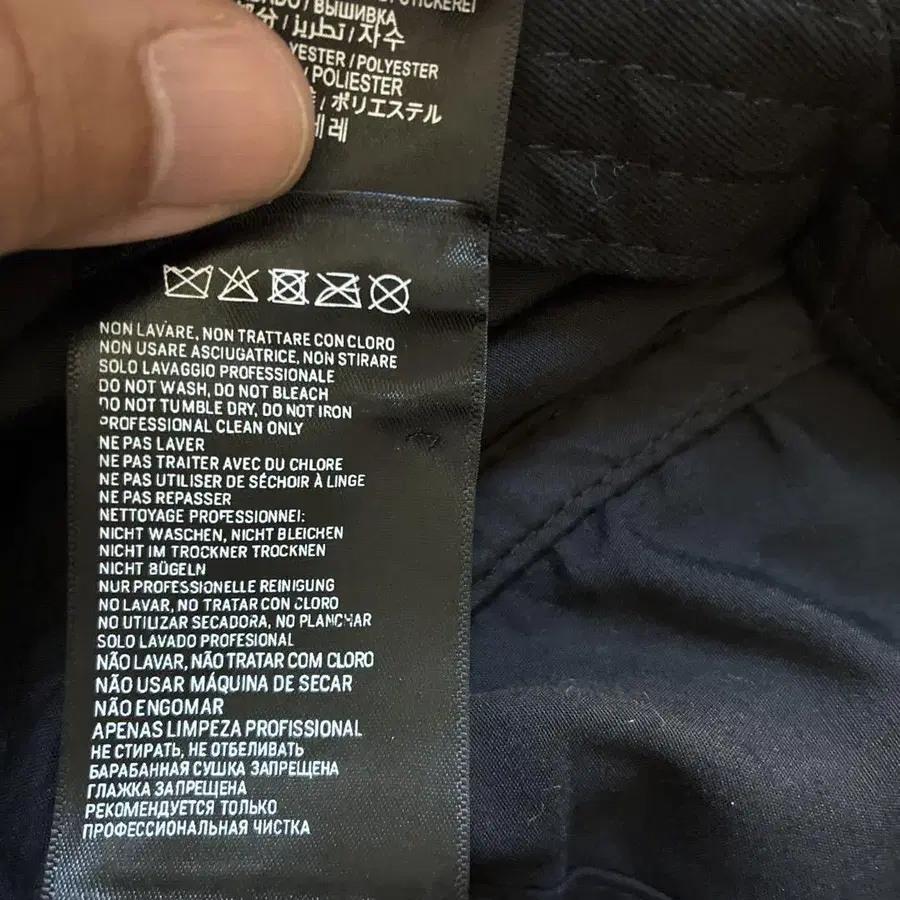 /ВЫШИВКА
/تطريز/자수
YESTER / POLYESTER
/ POLIESTER
/ ポリエステル
NON LAVARE, NON TRATTARE CON CLORO
NON USARE ASCIUGATRICE, NON STIRARE
SOLO LAVAGGIO PROFESSIONALE
DO NOT WASH, DO NOT BLEACH
DO NOT TUMBLE DRY, DO NOT IRON
PROFESSIONAL CLEAN ONLY
NE PAS LAVER
NE PAS TRAITER AVEC DU CHLORE
NE PAS UTILISER DE SÉCHOIR À LINGE
NE PAS REPASSER
NETTOYAGE PROFESSIONNEL
NICHT WASCHEN, NICHT BLEICHEN
NICHT IM TROCKNER TROCKNEN
NICHT BÜGELN
NUR PROFESSIONELLE REINIGUNG
NO LAVAR, NO TRATAR CON CLORO
NO UTILIZAR SECADORA, NO PLANCHAR
SOLO LAVADO PROFESIONAL
NÃO LAVAR, NÃO TRATAR COM CLORO
NÃO USAR MÁQUINA DE SECAR
NÃO ENGOMAR
APENAS LIMPEZA PROFISSIONAL
НЕ СТИРАТЬ, НЕ ОТБЕЛИВАТЬ
БАРАБАННАЯ СУШКА ЗАПРЕЩЕНА
ГЛАЖКА ЗАПРЕЩЕНА
РЕКОМЕНДУЕТСЯ ТОЛЬКО
ПРОФЕССИОНАЛЬНАЯ ЧИСТКА